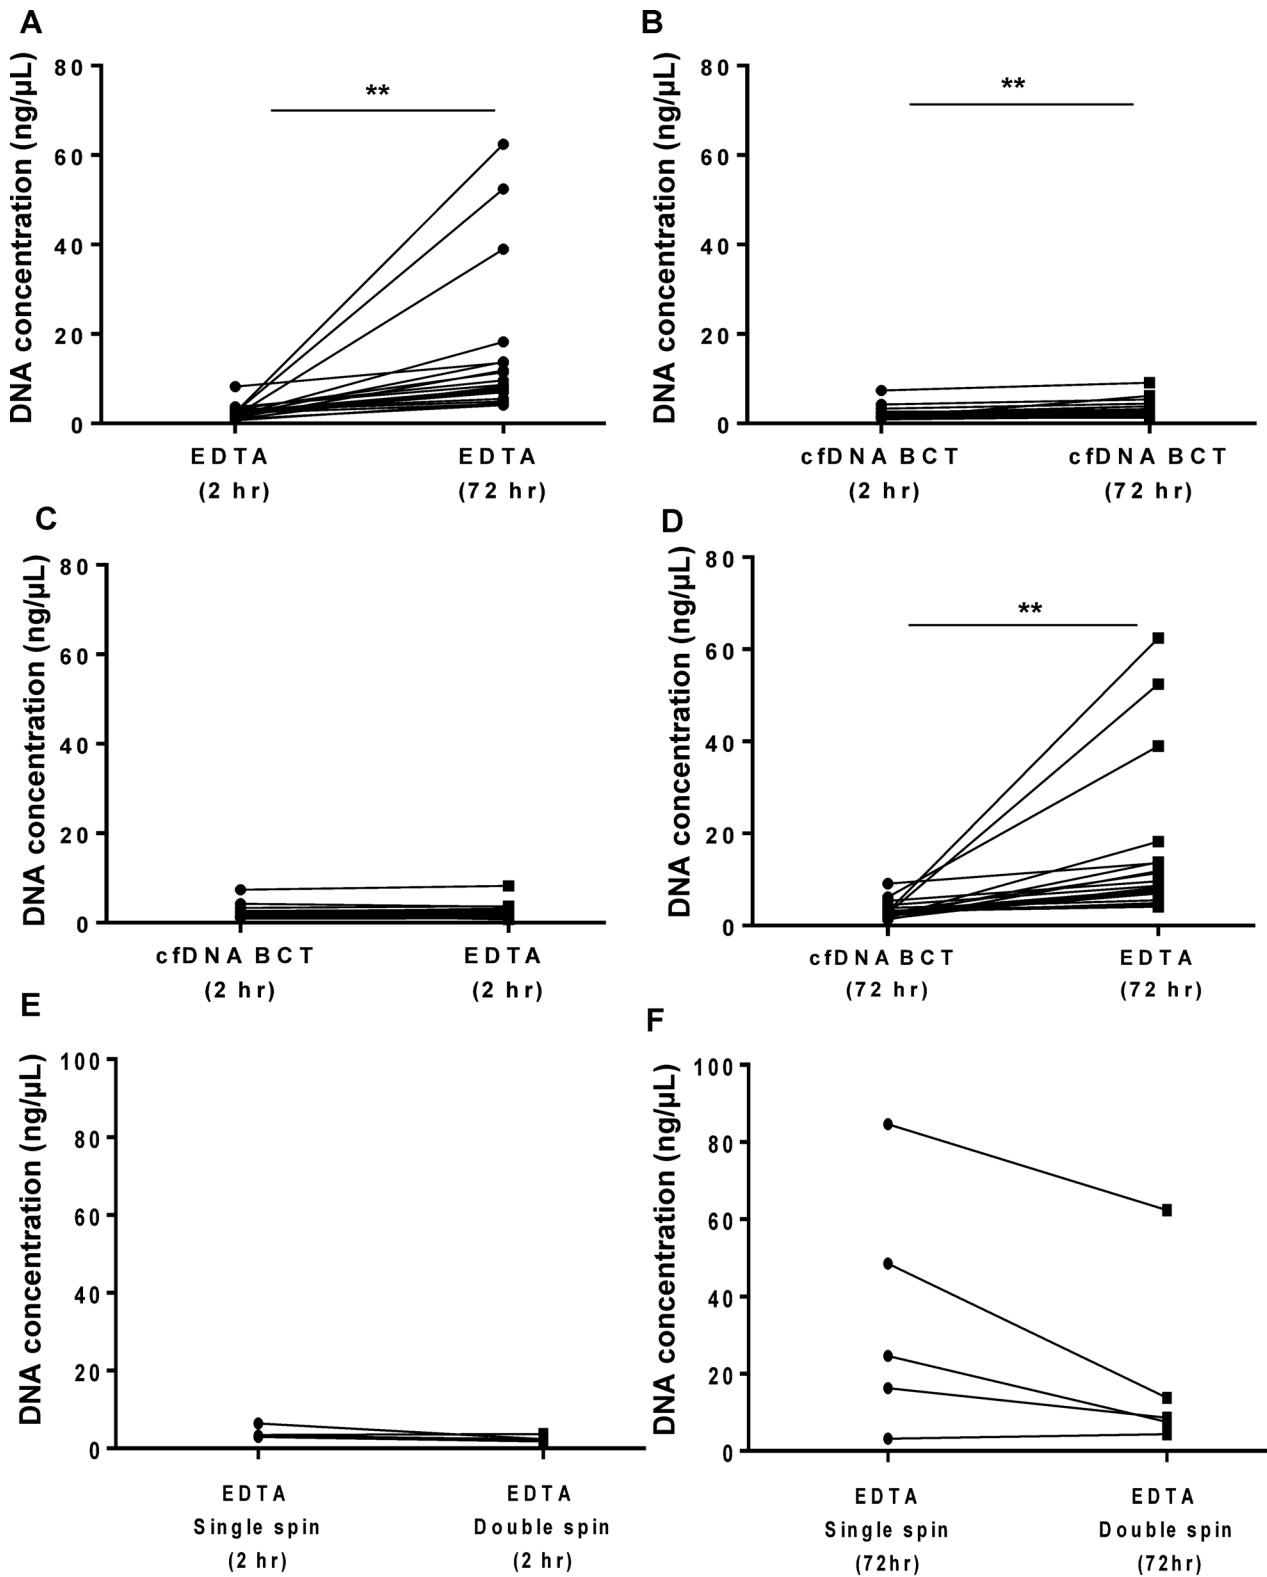 A
DNA concentration (ng/µL)
80
60
40
20
0
**
EDTA
(2 hr)
EDTA
(72 hr)
B
DNA concentration (ng/µL)
80
60
40
20
0
**
cfDNA BCT
(2 hr)
cfDNA BCT
(72 hr)
C
DNA concentration (ng/µL)
80
60
40
20
0
cfDNA BCT
(2 hr)
EDTA
(2 hr)
D
DNA concentration (ng/µL)
80
60
40
20
0
**
cfDNA BCT
(72 hr)
EDTA
(72 hr)
E
DNA concentration (ng/µL)
100
80
60
40
20
0
EDTA
Single spin
(2 hr)
EDTA
Double spin
(2 hr)
F
DNA concentration (ng/µL)
100
80
60
40
20
0
EDTA
Single spin
(72hr)
EDTA
Double spin
(72hr)